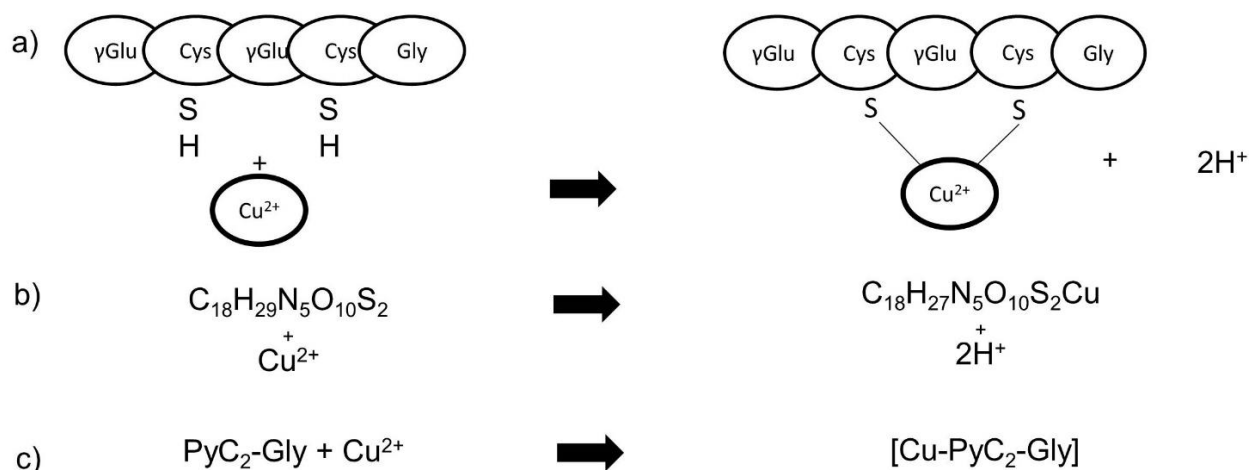 a) γGlu Cys γGlu Cys Gly γGlu Cys γGlu Cys Gly
S S S S
H H
+ + 2H⁺
Cu²⁺ Cu²⁺
b) C₁₈H₂₉N₅O₁₀S₂ C₁₈H₂₇N₅O₁₀S₂Cu
+ +
Cu²⁺ 2H⁺
c) PyC₂-Gly + Cu²⁺ [Cu-PyC₂-Gly]